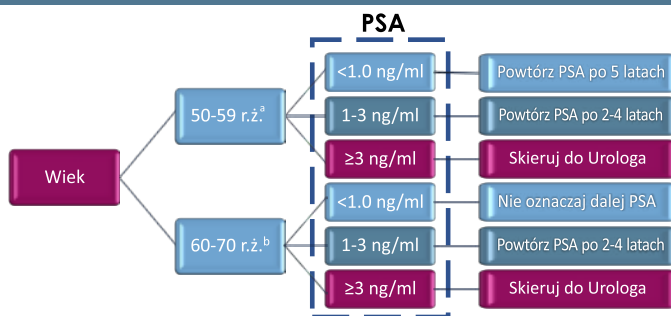 PSA
Wiek
50-59 r.ż.ᵃ
<1.0 ng/ml
Powtórz PSA po 5 latach
1-3 ng/ml
Powtórz PSA po 2-4 latach
≥3 ng/ml
Skieruj do Urologa
60-70 r.ż.ᵇ
<1.0 ng/ml
Nie oznaczaj dalej PSA
1-3 ng/ml
Powtórz PSA po 2-4 latach
≥3 ng/ml
Skieruj do Urologa